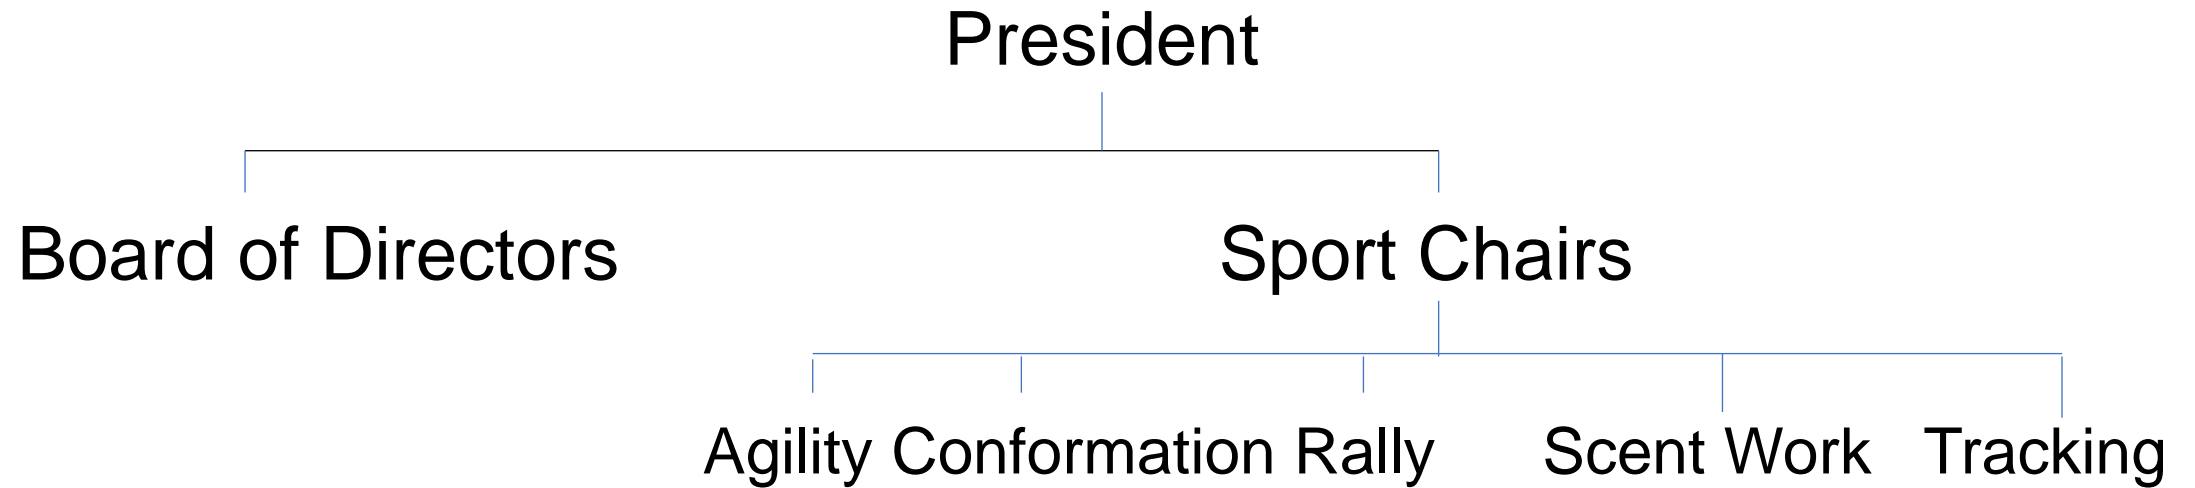 President
Board of Directors
Sport Chairs
Agility Conformation Rally Scent Work Tracking